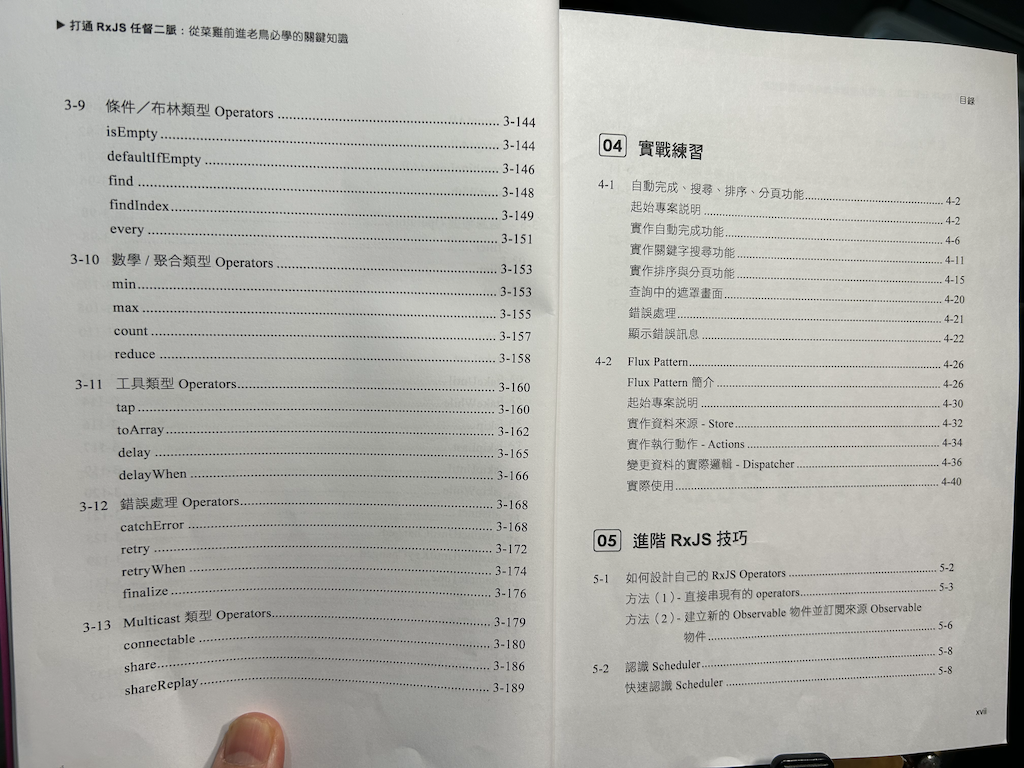 ▶ 打通 RxJS 任督二脈：從菜雞前進老鳥必學的關鍵知識
3-9 條件／布林類型 Operators 3-144
isEmpty 3-144
defaultIfEmpty 3-146
find 3-148
findIndex 3-149
every 3-151
3-10 數學 / 聚合類型 Operators 3-153
min 3-153
max 3-155
count 3-157
reduce 3-158
3-11 工具類型 Operators 3-160
tap 3-160
toArray 3-162
delay 3-165
delayWhen 3-166
3-12 錯誤處理 Operators 3-168
catchError 3-168
retry 3-172
retryWhen 3-174
finalize 3-176
3-13 Multicast 類型 Operators 3-179
connectable 3-180
share 3-186
shareReplay 3-189
目錄
04 實戰練習
4-1 自動完成、搜尋、排序、分頁功能 4-2
起始專案說明 4-2
實作自動完成功能 4-6
實作關鍵字搜尋功能 4-11
實作排序與分頁功能 4-15
查詢中的遮罩畫面 4-20
錯誤處理 4-21
顯示錯誤訊息 4-22
4-2 Flux Pattern 4-26
Flux Pattern 簡介 4-26
起始專案說明 4-30
實作資料來源 - Store 4-32
實作執行動作 - Actions 4-34
變更資料的實際邏輯 - Dispatcher 4-36
實際使用 4-40
05 進階 RxJS 技巧
5-1 如何設計自己的 RxJS Operators 5-2
方法（1）- 直接串現有的 operators 5-3
方法（2）- 建立新的 Observable 物件並訂閱來源 Observable
物件 5-6
5-2 認識 Scheduler 5-8
快速認識 Scheduler 5-8
xvii